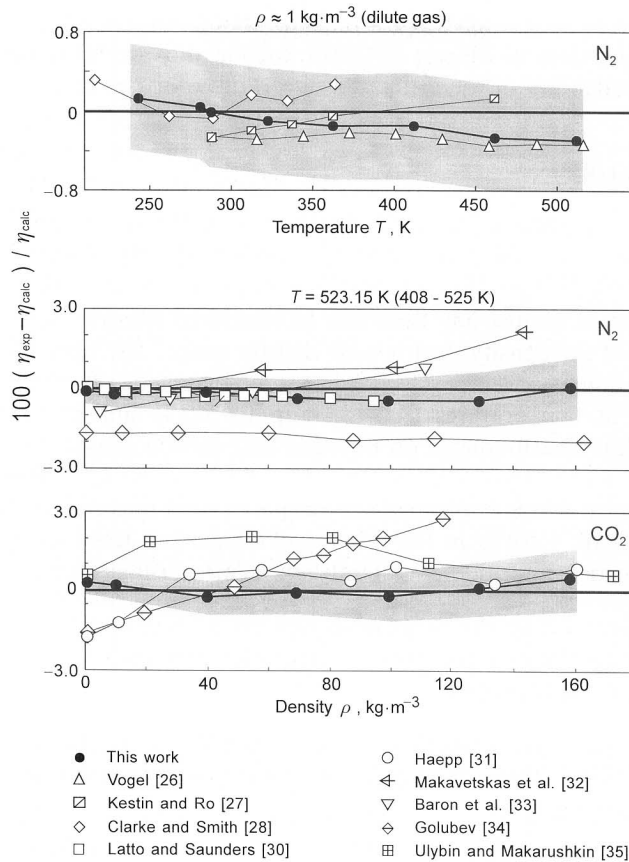 ρ ≈ 1 kg·m⁻³ (dilute gas)
0.8
N₂
0
−0.8
250 300 350 400 450 500
Temperature T , K
100 ( η_exp − η_calc ) / η_calc
T = 523.15 K (408 - 525 K)
3.0
N₂
0
−3.0
3.0
CO₂
0
−3.0
0 40 80 120 160
Density ρ , kg·m⁻³
This work
Vogel [26]
Kestin and Ro [27]
Clarke and Smith [28]
Latto and Saunders [30]
Haepp [31]
Makavetskas et al. [32]
Baron et al. [33]
Golubev [34]
Ulybin and Makarushkin [35]